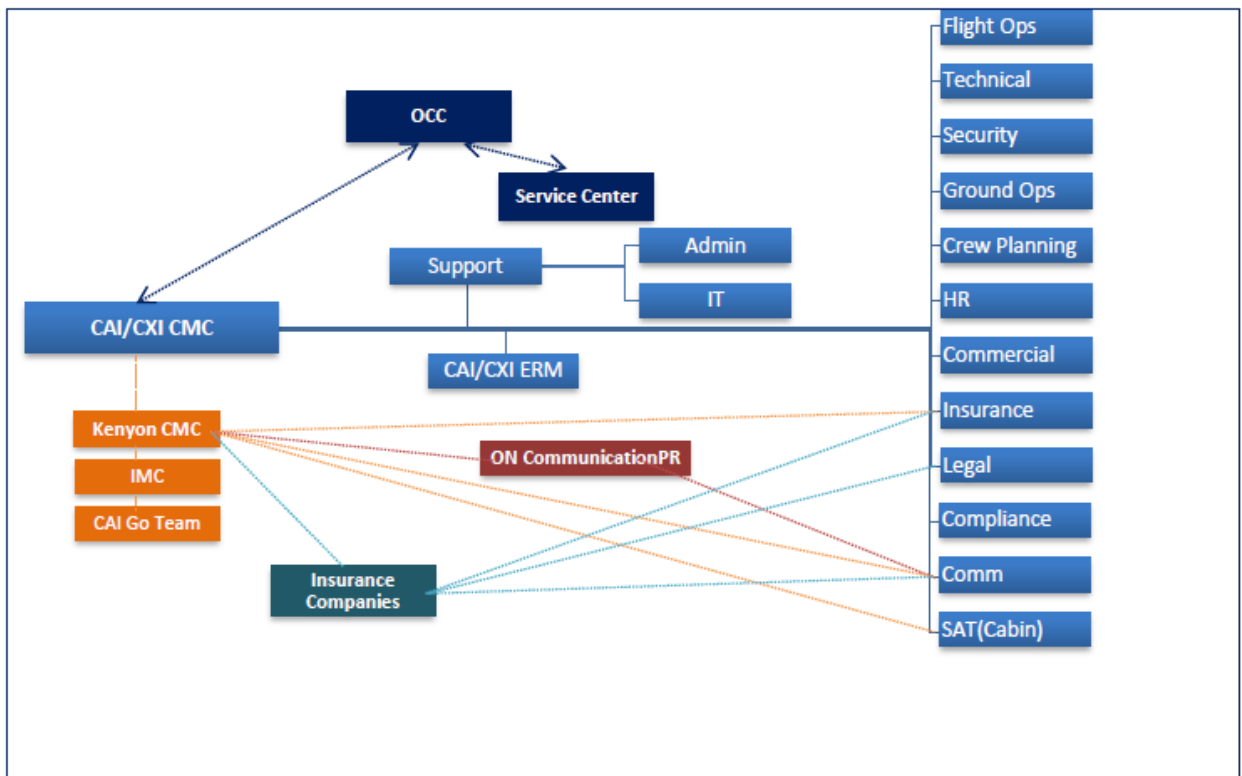 Flight Ops
Technical
OCC
Security
Service Center
Ground Ops
Admin
Crew Planning
Support
IT
HR
CAI/CXI CMC
Commercial
CAI/CXI ERM
Insurance
Kenyon CMC
ON CommunicationPR
Legal
IMC
CAI Go Team
Compliance
Insurance
Companies
Comm
SAT(Cabin)